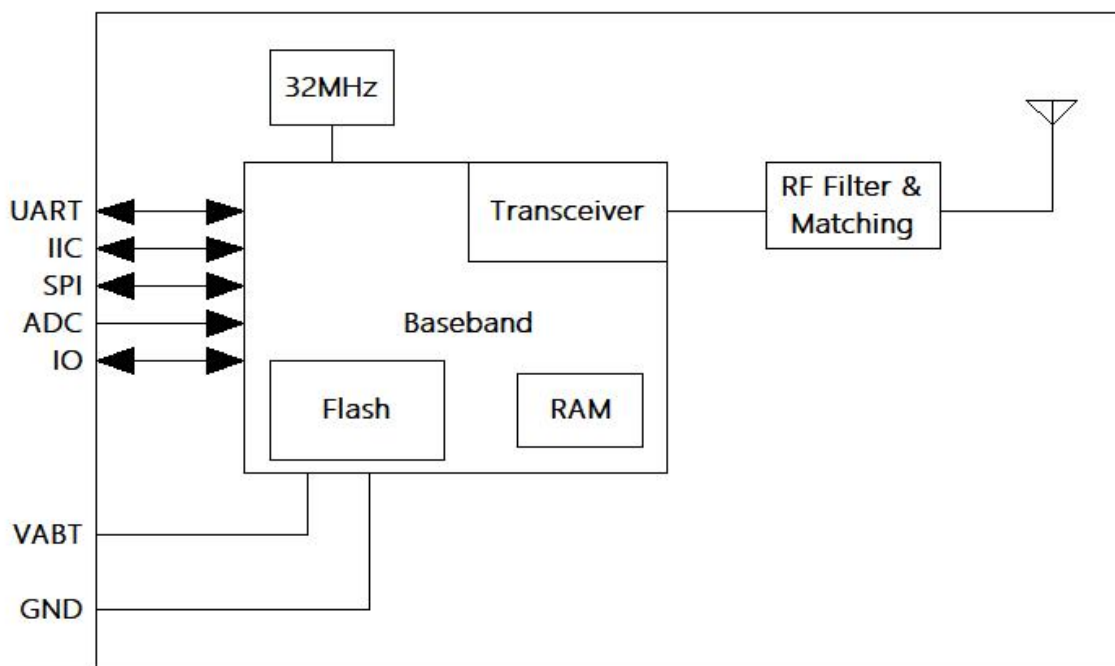 32MHz
UART
IIC
SPI
ADC
IO
Transceiver
RF Filter &
Matching
Baseband
Flash
RAM
VABT
GND